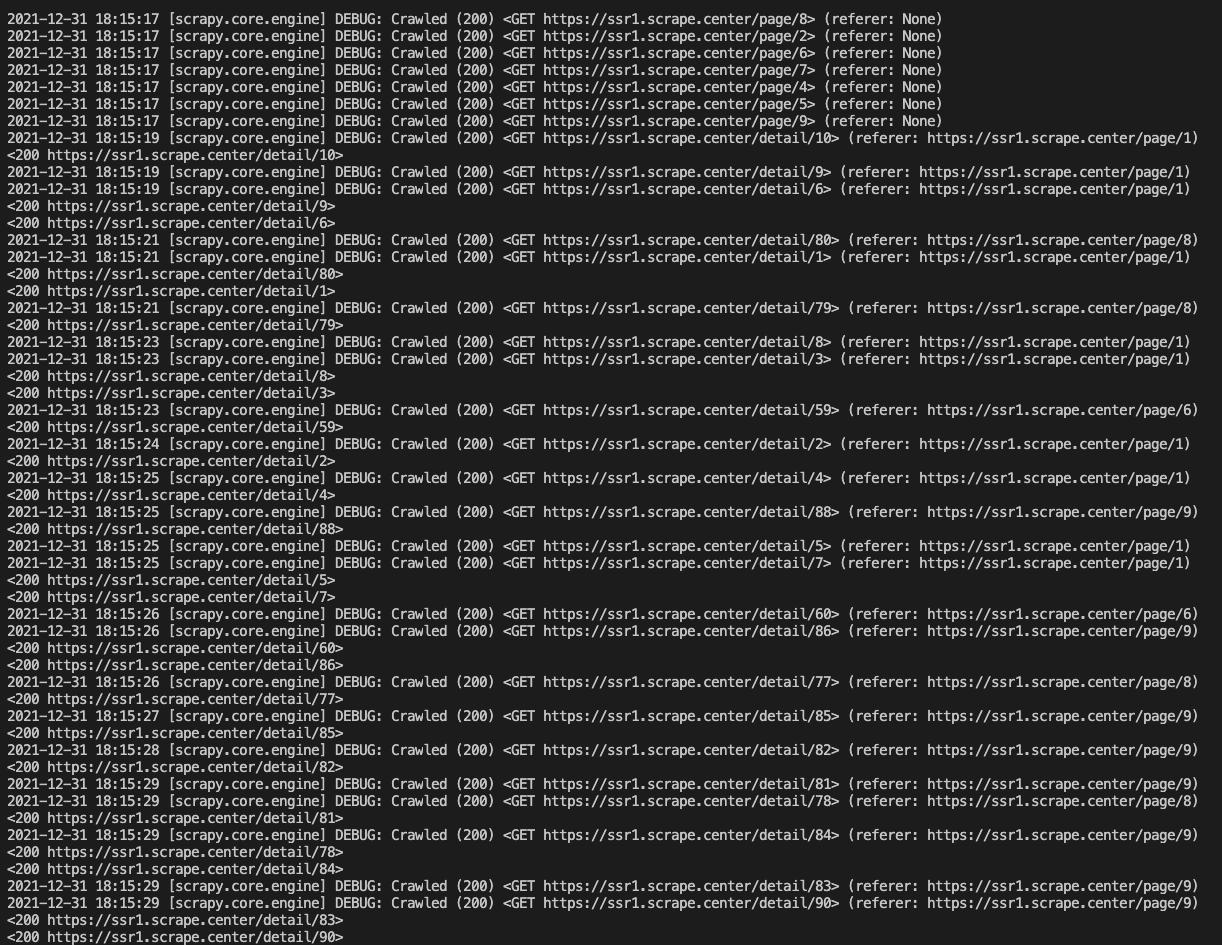 2021-12-31 18:15:17 [scrapy.core.engine] DEBUG: Crawled (200) <GET https://ssr1.scrape.center/page/8> (referer: None)
2021-12-31 18:15:17 [scrapy.core.engine] DEBUG: Crawled (200) <GET https://ssr1.scrape.center/page/2> (referer: None)
2021-12-31 18:15:17 [scrapy.core.engine] DEBUG: Crawled (200) <GET https://ssr1.scrape.center/page/6> (referer: None)
2021-12-31 18:15:17 [scrapy.core.engine] DEBUG: Crawled (200) <GET https://ssr1.scrape.center/page/7> (referer: None)
2021-12-31 18:15:17 [scrapy.core.engine] DEBUG: Crawled (200) <GET https://ssr1.scrape.center/page/4> (referer: None)
2021-12-31 18:15:17 [scrapy.core.engine] DEBUG: Crawled (200) <GET https://ssr1.scrape.center/page/5> (referer: None)
2021-12-31 18:15:17 [scrapy.core.engine] DEBUG: Crawled (200) <GET https://ssr1.scrape.center/page/9> (referer: None)
2021-12-31 18:15:19 [scrapy.core.engine] DEBUG: Crawled (200) <GET https://ssr1.scrape.center/detail/10> (referer: https://ssr1.scrape.center/page/1)
<200 https://ssr1.scrape.center/detail/10>
2021-12-31 18:15:19 [scrapy.core.engine] DEBUG: Crawled (200) <GET https://ssr1.scrape.center/detail/9> (referer: https://ssr1.scrape.center/page/1)
2021-12-31 18:15:19 [scrapy.core.engine] DEBUG: Crawled (200) <GET https://ssr1.scrape.center/detail/6> (referer: https://ssr1.scrape.center/page/1)
<200 https://ssr1.scrape.center/detail/9>
<200 https://ssr1.scrape.center/detail/6>
2021-12-31 18:15:21 [scrapy.core.engine] DEBUG: Crawled (200) <GET https://ssr1.scrape.center/detail/80> (referer: https://ssr1.scrape.center/page/8)
2021-12-31 18:15:21 [scrapy.core.engine] DEBUG: Crawled (200) <GET https://ssr1.scrape.center/detail/1> (referer: https://ssr1.scrape.center/page/1)
<200 https://ssr1.scrape.center/detail/80>
<200 https://ssr1.scrape.center/detail/1>
2021-12-31 18:15:21 [scrapy.core.engine] DEBUG: Crawled (200) <GET https://ssr1.scrape.center/detail/79> (referer: https://ssr1.scrape.center/page/8)
<200 https://ssr1.scrape.center/detail/79>
2021-12-31 18:15:23 [scrapy.core.engine] DEBUG: Crawled (200) <GET https://ssr1.scrape.center/detail/8> (referer: https://ssr1.scrape.center/page/1)
2021-12-31 18:15:23 [scrapy.core.engine] DEBUG: Crawled (200) <GET https://ssr1.scrape.center/detail/3> (referer: https://ssr1.scrape.center/page/1)
<200 https://ssr1.scrape.center/detail/8>
<200 https://ssr1.scrape.center/detail/3>
2021-12-31 18:15:23 [scrapy.core.engine] DEBUG: Crawled (200) <GET https://ssr1.scrape.center/detail/59> (referer: https://ssr1.scrape.center/page/6)
<200 https://ssr1.scrape.center/detail/59>
2021-12-31 18:15:24 [scrapy.core.engine] DEBUG: Crawled (200) <GET https://ssr1.scrape.center/detail/2> (referer: https://ssr1.scrape.center/page/1)
<200 https://ssr1.scrape.center/detail/2>
2021-12-31 18:15:25 [scrapy.core.engine] DEBUG: Crawled (200) <GET https://ssr1.scrape.center/detail/4> (referer: https://ssr1.scrape.center/page/1)
<200 https://ssr1.scrape.center/detail/4>
2021-12-31 18:15:25 [scrapy.core.engine] DEBUG: Crawled (200) <GET https://ssr1.scrape.center/detail/88> (referer: https://ssr1.scrape.center/page/9)
<200 https://ssr1.scrape.center/detail/88>
2021-12-31 18:15:25 [scrapy.core.engine] DEBUG: Crawled (200) <GET https://ssr1.scrape.center/detail/5> (referer: https://ssr1.scrape.center/page/1)
2021-12-31 18:15:25 [scrapy.core.engine] DEBUG: Crawled (200) <GET https://ssr1.scrape.center/detail/7> (referer: https://ssr1.scrape.center/page/1)
<200 https://ssr1.scrape.center/detail/5>
<200 https://ssr1.scrape.center/detail/7>
2021-12-31 18:15:26 [scrapy.core.engine] DEBUG: Crawled (200) <GET https://ssr1.scrape.center/detail/60> (referer: https://ssr1.scrape.center/page/6)
2021-12-31 18:15:26 [scrapy.core.engine] DEBUG: Crawled (200) <GET https://ssr1.scrape.center/detail/86> (referer: https://ssr1.scrape.center/page/9)
<200 https://ssr1.scrape.center/detail/60>
<200 https://ssr1.scrape.center/detail/86>
2021-12-31 18:15:26 [scrapy.core.engine] DEBUG: Crawled (200) <GET https://ssr1.scrape.center/detail/77> (referer: https://ssr1.scrape.center/page/8)
<200 https://ssr1.scrape.center/detail/77>
2021-12-31 18:15:27 [scrapy.core.engine] DEBUG: Crawled (200) <GET https://ssr1.scrape.center/detail/85> (referer: https://ssr1.scrape.center/page/9)
<200 https://ssr1.scrape.center/detail/85>
2021-12-31 18:15:28 [scrapy.core.engine] DEBUG: Crawled (200) <GET https://ssr1.scrape.center/detail/82> (referer: https://ssr1.scrape.center/page/9)
<200 https://ssr1.scrape.center/detail/82>
2021-12-31 18:15:29 [scrapy.core.engine] DEBUG: Crawled (200) <GET https://ssr1.scrape.center/detail/81> (referer: https://ssr1.scrape.center/page/9)
2021-12-31 18:15:29 [scrapy.core.engine] DEBUG: Crawled (200) <GET https://ssr1.scrape.center/detail/78> (referer: https://ssr1.scrape.center/page/8)
<200 https://ssr1.scrape.center/detail/81>
2021-12-31 18:15:29 [scrapy.core.engine] DEBUG: Crawled (200) <GET https://ssr1.scrape.center/detail/84> (referer: https://ssr1.scrape.center/page/9)
<200 https://ssr1.scrape.center/detail/78>
<200 https://ssr1.scrape.center/detail/84>
2021-12-31 18:15:29 [scrapy.core.engine] DEBUG: Crawled (200) <GET https://ssr1.scrape.center/detail/83> (referer: https://ssr1.scrape.center/page/9)
2021-12-31 18:15:29 [scrapy.core.engine] DEBUG: Crawled (200) <GET https://ssr1.scrape.center/detail/90> (referer: https://ssr1.scrape.center/page/9)
<200 https://ssr1.scrape.center/detail/83>
<200 https://ssr1.scrape.center/detail/90>